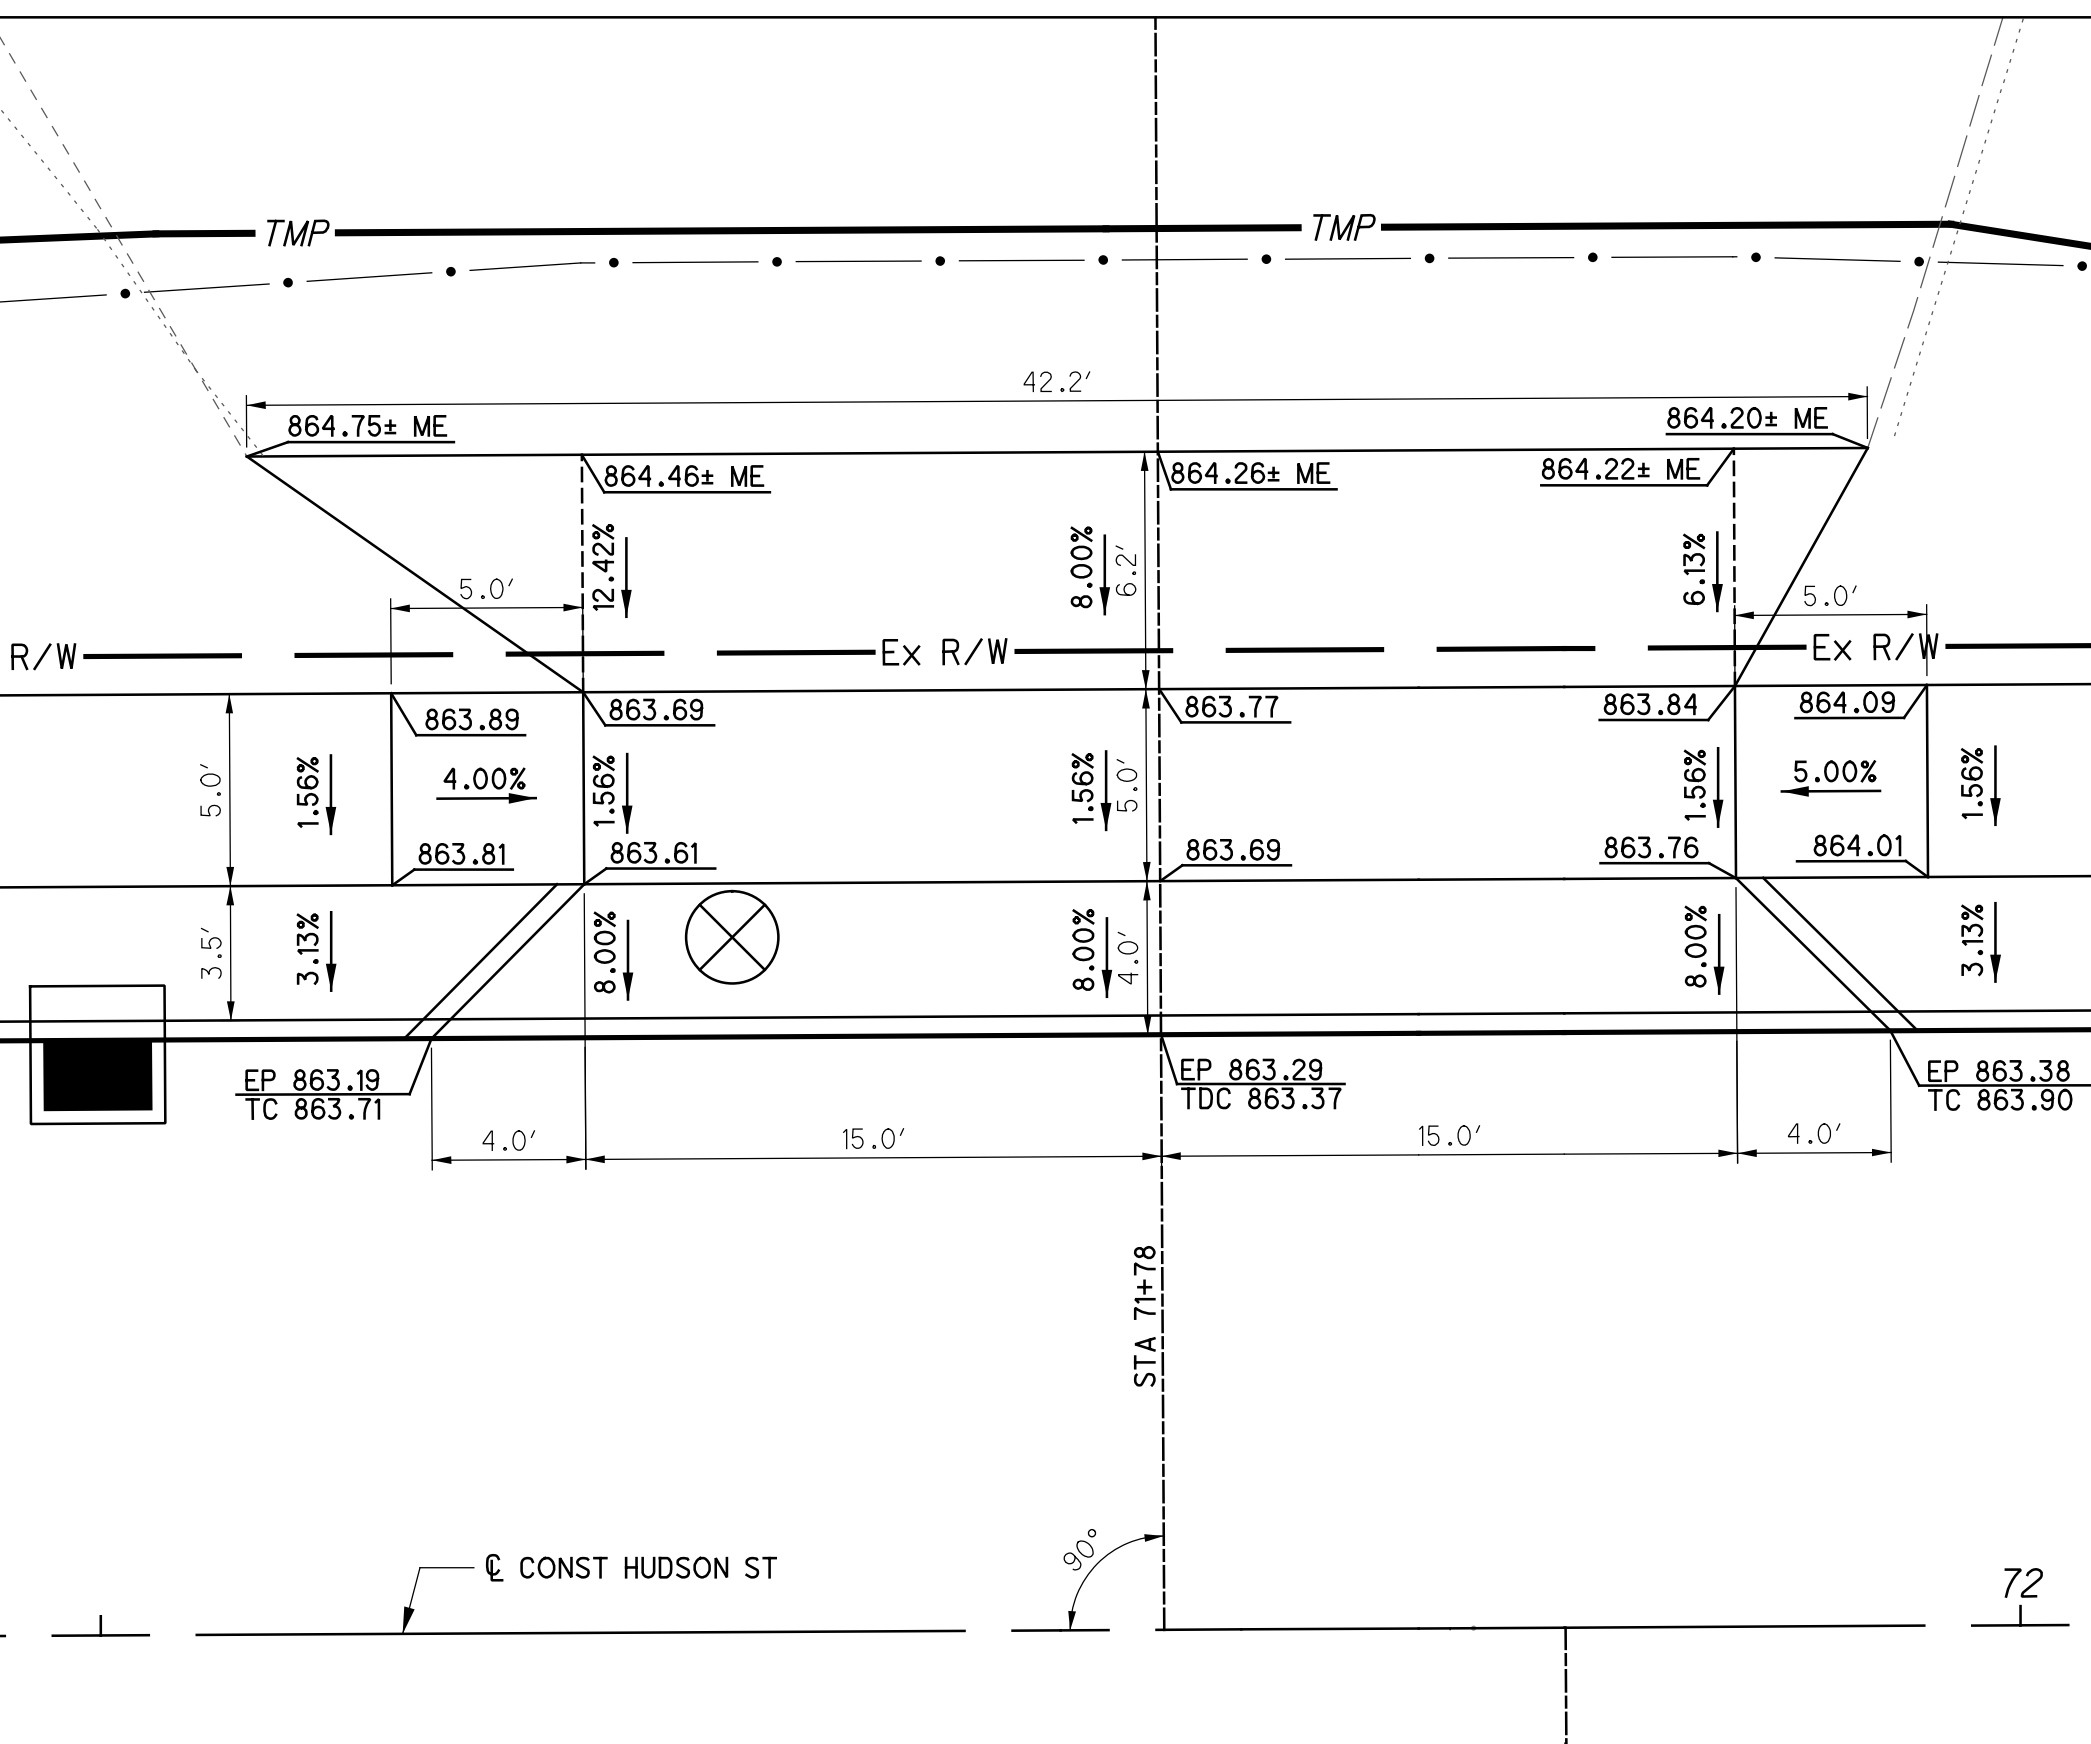 TMP
TMP
42.2'
864.75± ME
864.20± ME
864.46± ME
864.26± ME
864.22± ME
12.42%
8.00%
6.2'
6.13%
5.0'
5.0'
R/W
Ex R/W
Ex R/W
863.89
863.69
863.77
863.84
864.09
5.0'
1.56%
4.00%
1.56%
1.56%
5.0'
1.56%
5.00%
1.56%
863.81
863.61
863.69
863.76
864.01
3.5'
3.13%
8.00%
8.00%
4.0'
8.00%
3.13%
EP 863.19
TC 863.71
EP 863.29
TDC 863.37
EP 863.38
TC 863.90
4.0'
15.0'
15.0'
4.0'
STA 71+78
90°
℄ CONST HUDSON ST
72